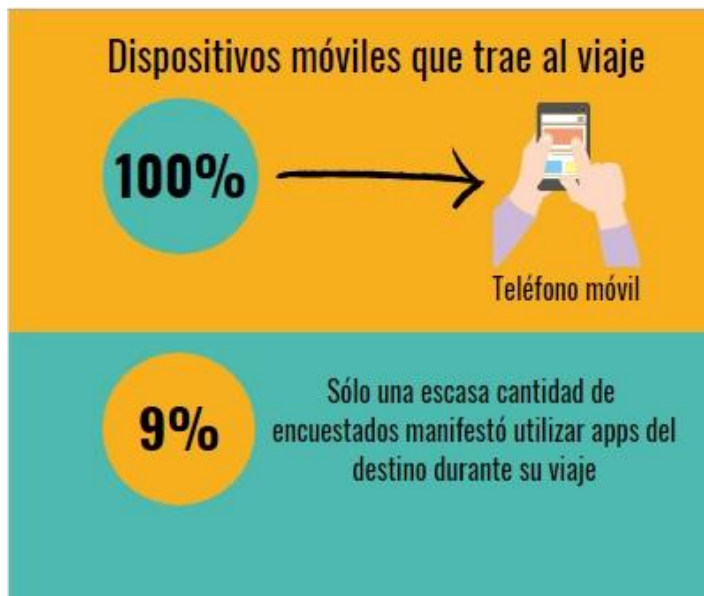 Dispositivos móviles que trae al viaje
100%
Teléfono móvil
9%
Sólo una escasa cantidad de
encuestados manifestó utilizar apps del
destino durante su viaje